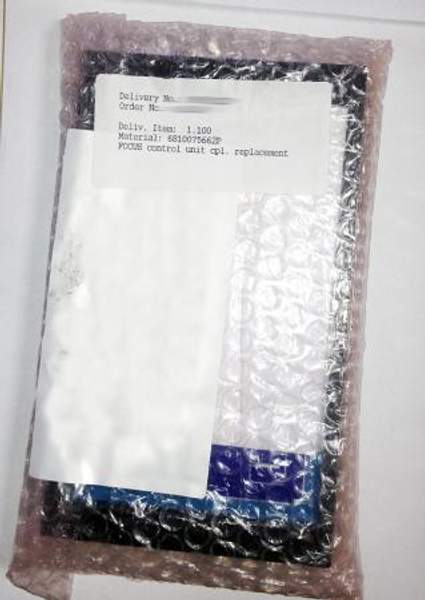 Delivery No.
Order No.
Deliv. Item: 1.100
Material: 6810075662P
FOCUS control unit cpl. replacement